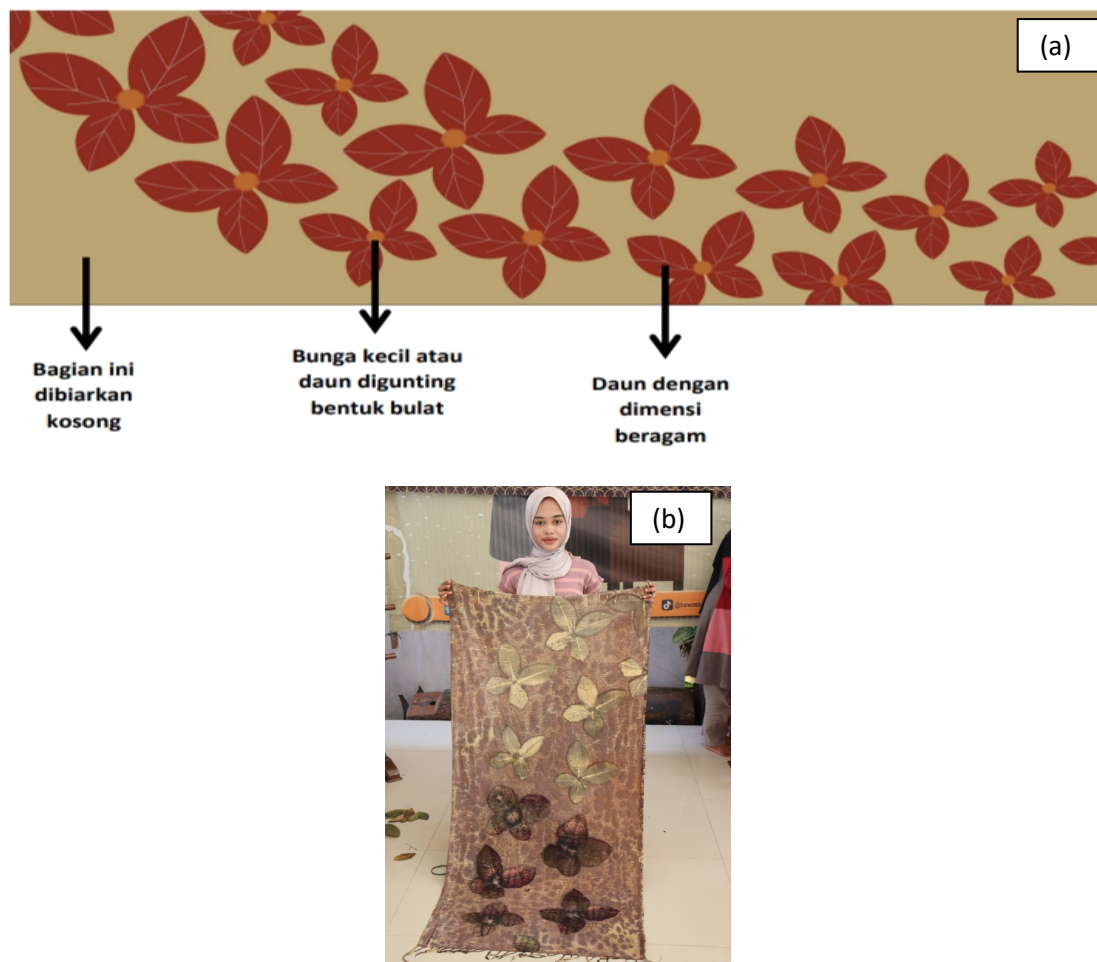 (a)
Bagian ini
dibiarkan
kosong
Bunga kecil atau
daun digunting
bentuk bulat
Daun dengan
dimensi
beragam
(b)